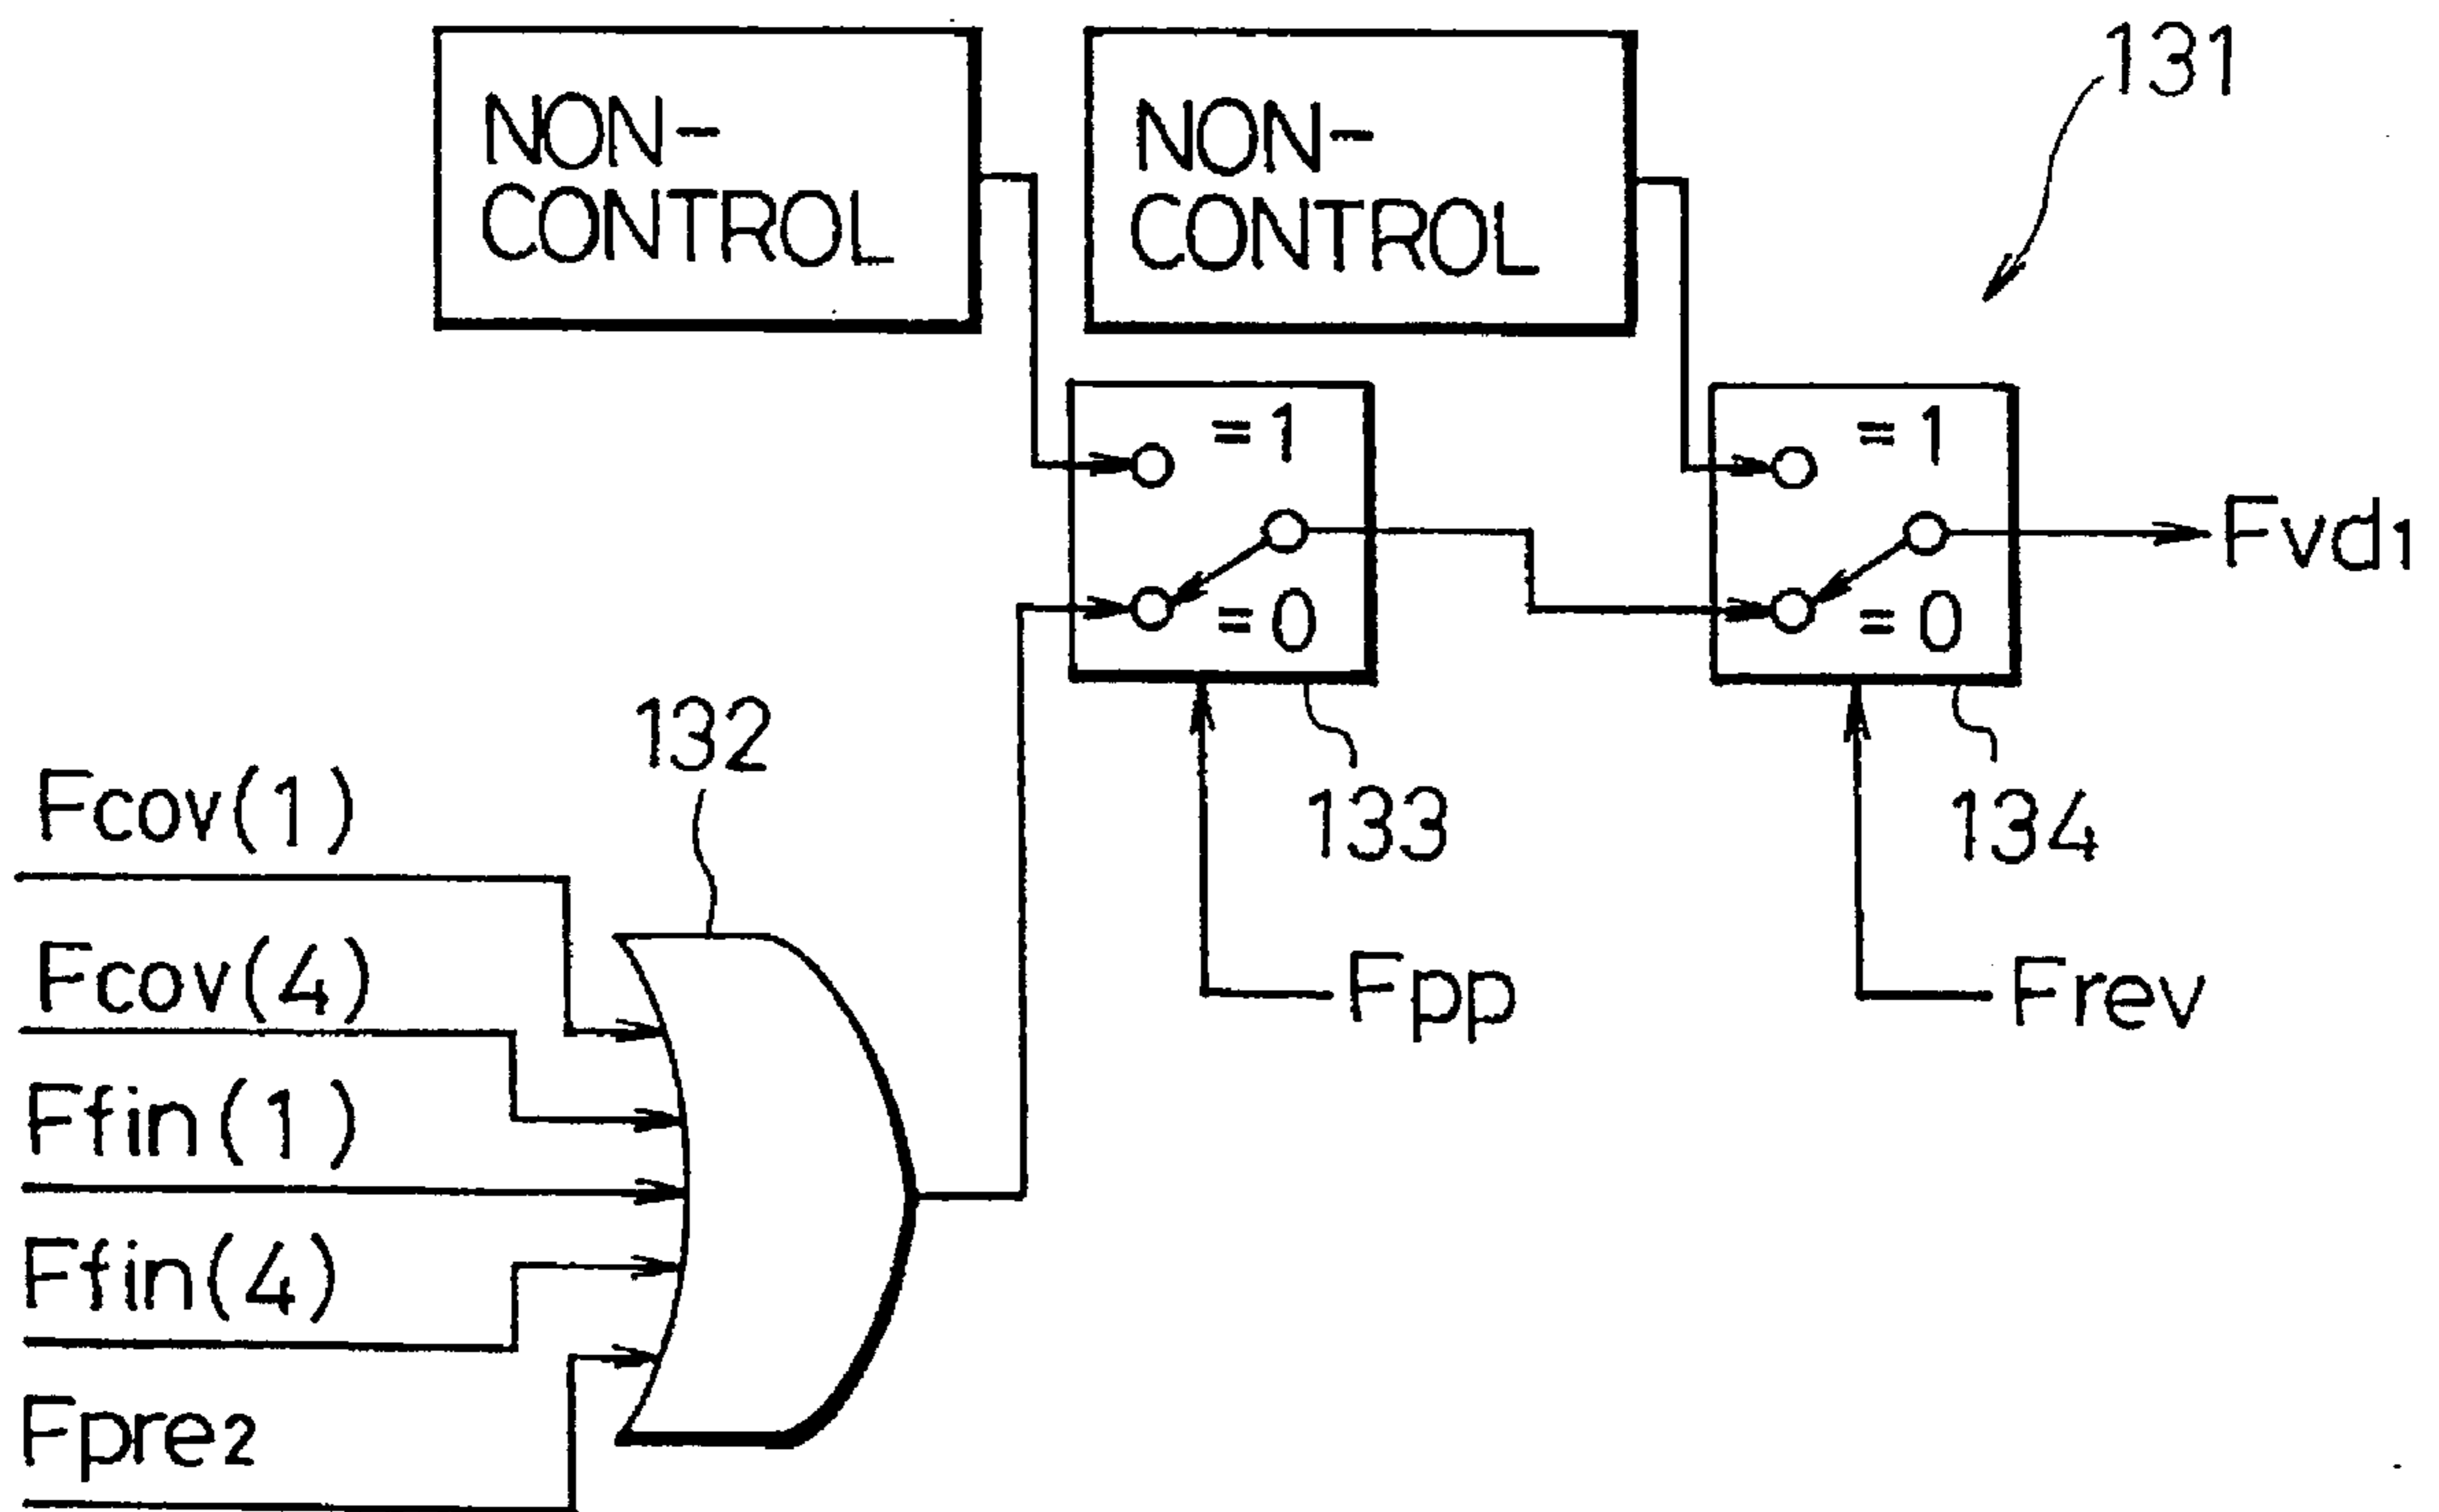 NON-
CONTROL
NON-
CONTROL
131
=1
=0
=1
=0
Fvd1
132
133
134
Fcov(1)
Fcov(4)
Ffin(1)
Ffin(4)
Fpre2
Fpp
Frev